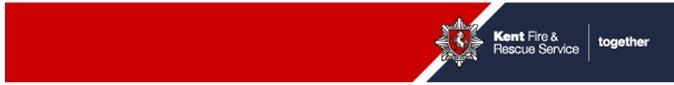 Kent Fire &
Rescue Service
together